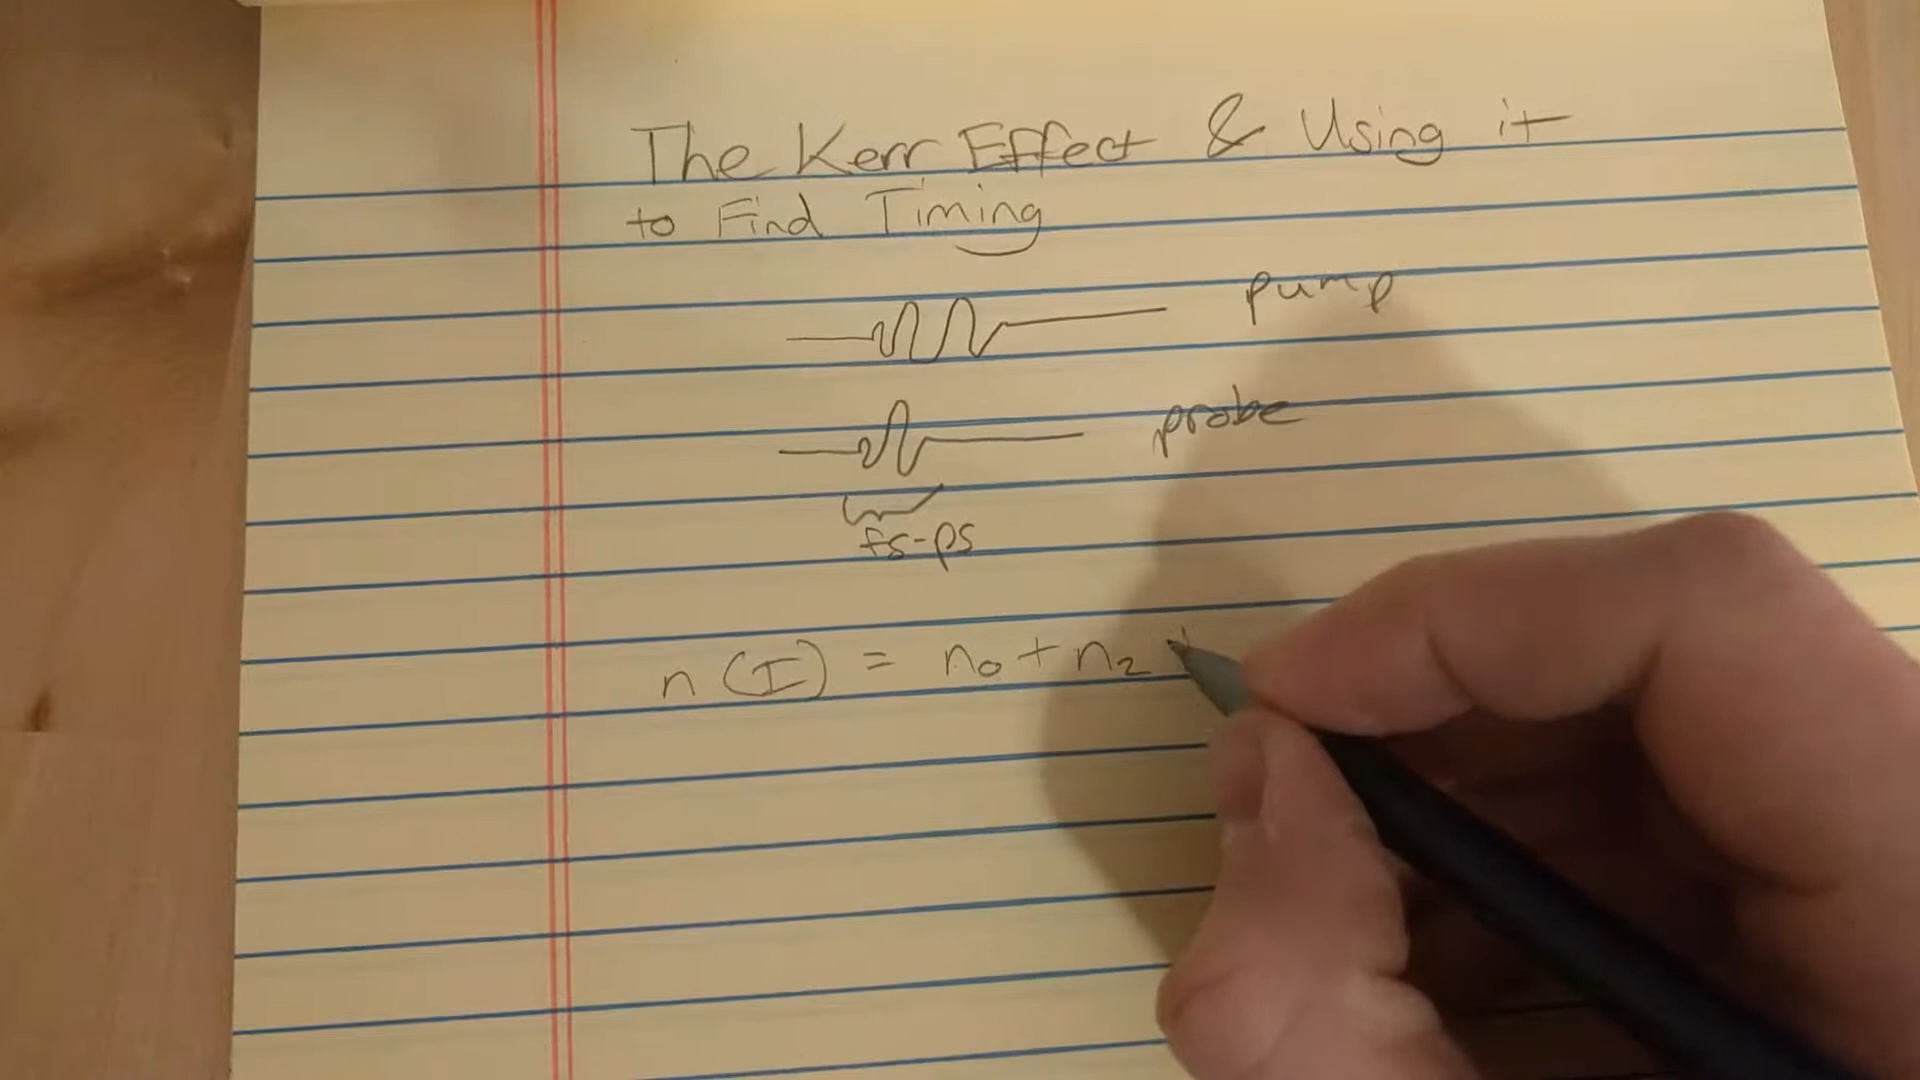 The Kerr Effect & Using it
to Find Timing
pump
probe
fs-ps
n(I) = n₀ + n₂